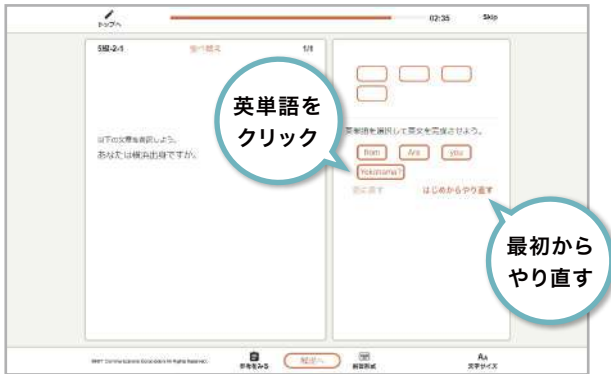 トップへ
02:35
Skip
5級-2-1
並べ替え
1/1
以下の文章を英訳しよう。
あなたは横浜出身ですか。
英単語を
クリック
英単語を選択して英文を完成させよう。
from
Are
you
Yokohama?
前に戻す
はじめからやり直す
最初から
やり直す
参考をみる
解答形式
文字サイズ